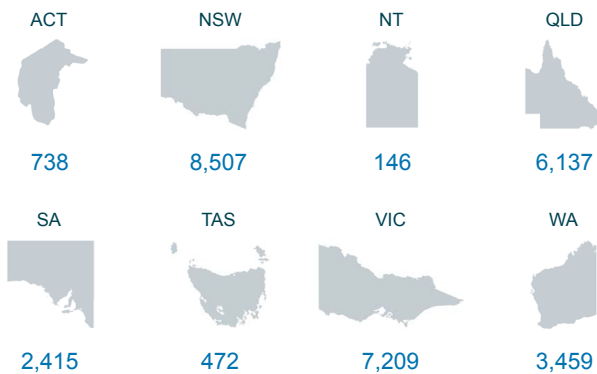 ACT NSW NT QLD
738 8,507 146 6,137
SA TAS VIC WA
2,415 472 7,209 3,459